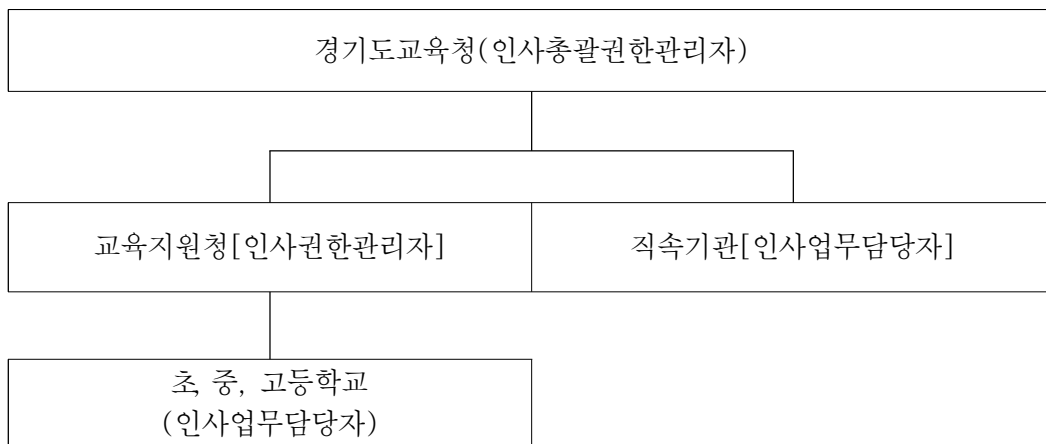 경기도교육청(인사총괄권한관리자)
교육지원청[인사권한관리자]
직속기관[인사업무담당자]
초, 중, 고등학교
(인사업무담당자)